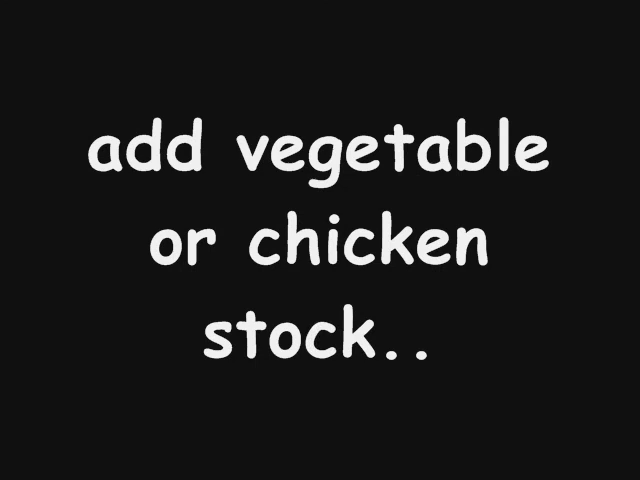 add vegetable
or chicken
stock..